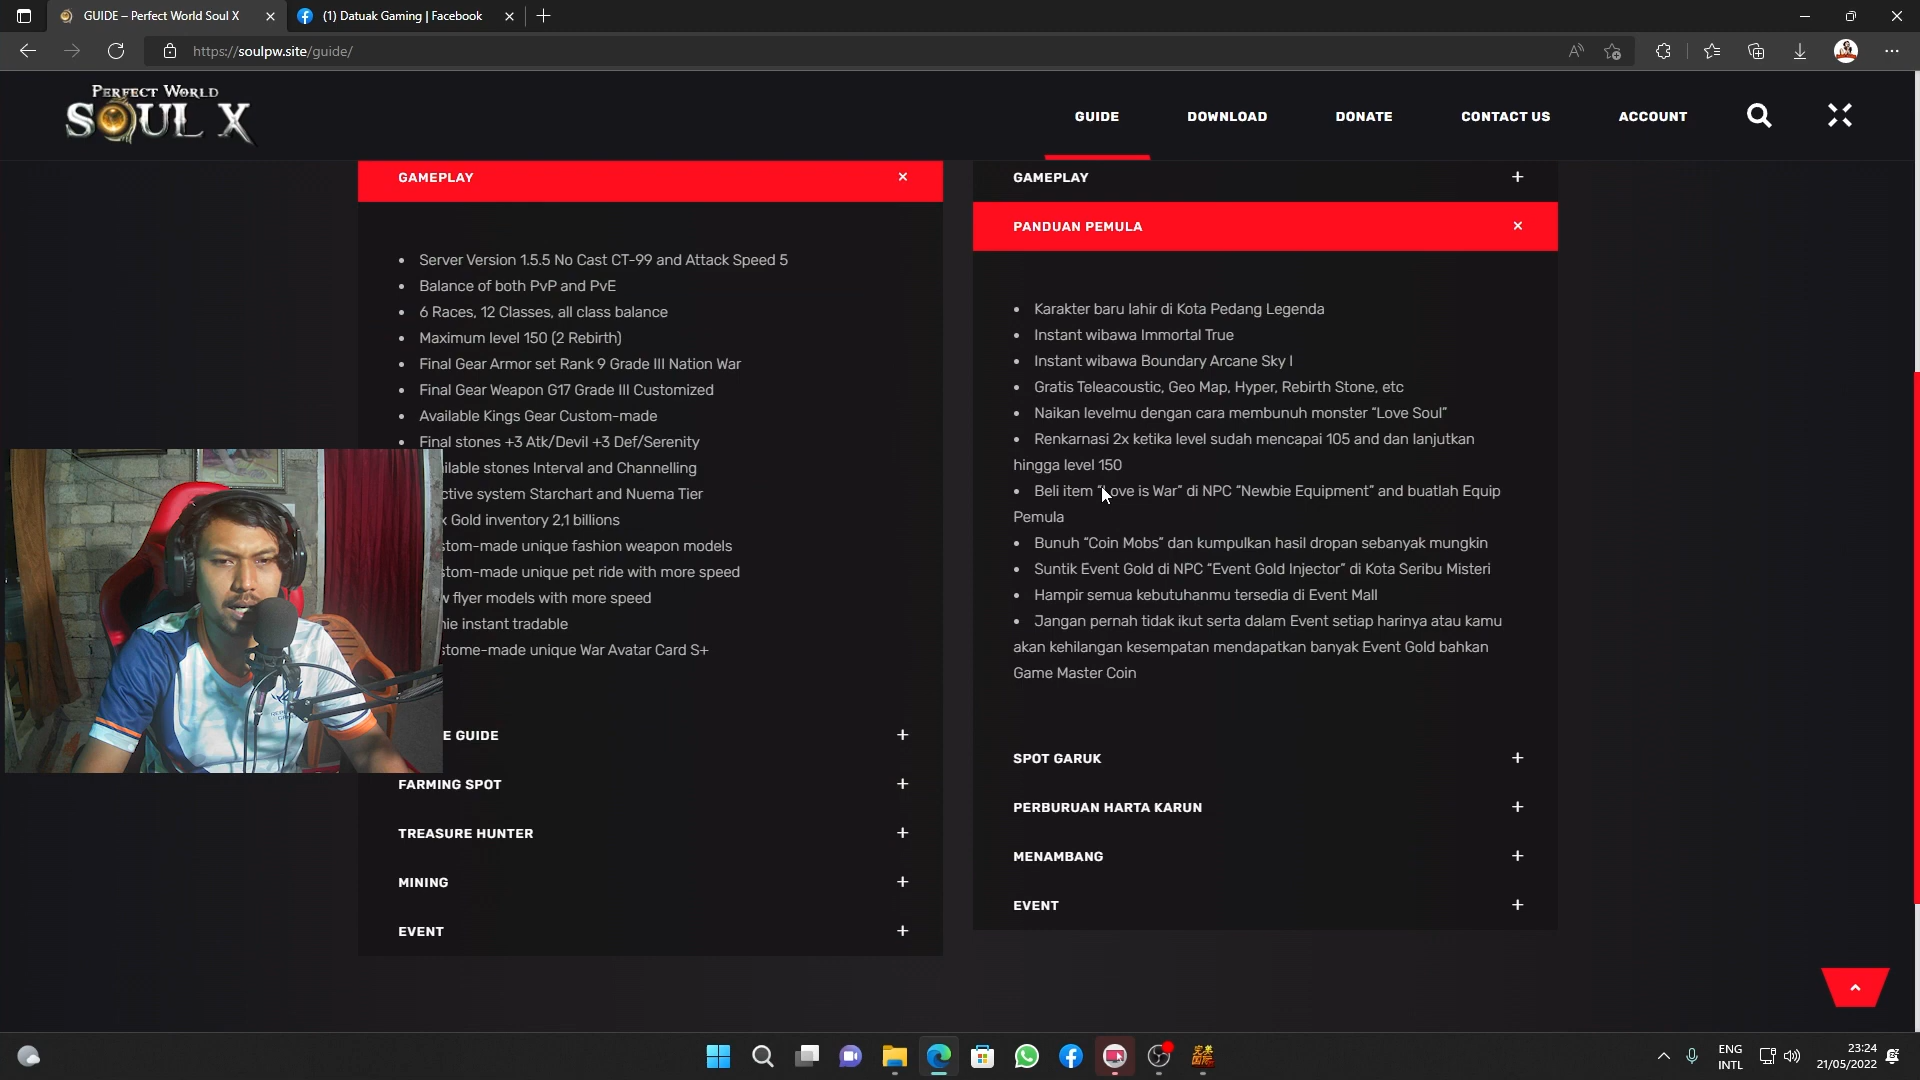 GUIDE – Perfect World Soul X
(1) Datuak Gaming | Facebook
https://soulpw.site/guide/
PERFECT WORLD
SOUL X
GUIDE
DOWNLOAD
DONATE
CONTACT US
ACCOUNT
GAMEPLAY
• Server Version 1.5.5 No Cast CT-99 and Attack Speed 5
• Balance of both PvP and PvE
• 6 Races, 12 Classes, all class balance
• Maximum level 150 (2 Rebirth)
• Final Gear Armor set Rank 9 Grade III Nation War
• Final Gear Weapon G17 Grade III Customized
• Available Kings Gear Custom-made
• Final stones +3 Atk/Devil +3 Def/Serenity
stones Interval and Channelling
system Starchart and Nuema Tier
Gold inventory 2,1 billions
unique fashion weapon models
unique pet ride with more speed
flyer models with more speed
instant tradable
unique War Avatar Card S+
GUIDE
FARMING SPOT
TREASURE HUNTER
MINING
EVENT
GAMEPLAY
PANDUAN PEMULA
• Karakter baru lahir di Kota Pedang Legenda
• Instant wibawa Immortal True
• Instant wibawa Boundary Arcane Sky I
• Gratis Teleacoustic, Geo Map, Hyper, Rebirth Stone, etc
• Naikan levelmu dengan cara membunuh monster “Love Soul”
• Renkarnasi 2x ketika level sudah mencapai 105 and dan lanjutkan
hingga level 150
• Beli item “Love is War” di NPC “Newbie Equipment” and buatlah Equip
Pemula
• Bunuh “Coin Mobs” dan kumpulkan hasil dropan sebanyak mungkin
• Suntik Event Gold di NPC “Event Gold Injector” di Kota Seribu Misteri
• Hampir semua kebutuhanmu tersedia di Event Mall
• Jangan pernah tidak ikut serta dalam Event setiap harinya atau kamu
akan kehilangan kesempatan mendapatkan banyak Event Gold bahkan
Game Master Coin
SPOT GARUK
PERBURUAN HARTA KARUN
MENAMBANG
EVENT
ENG
INTL
23:24
21/05/2022